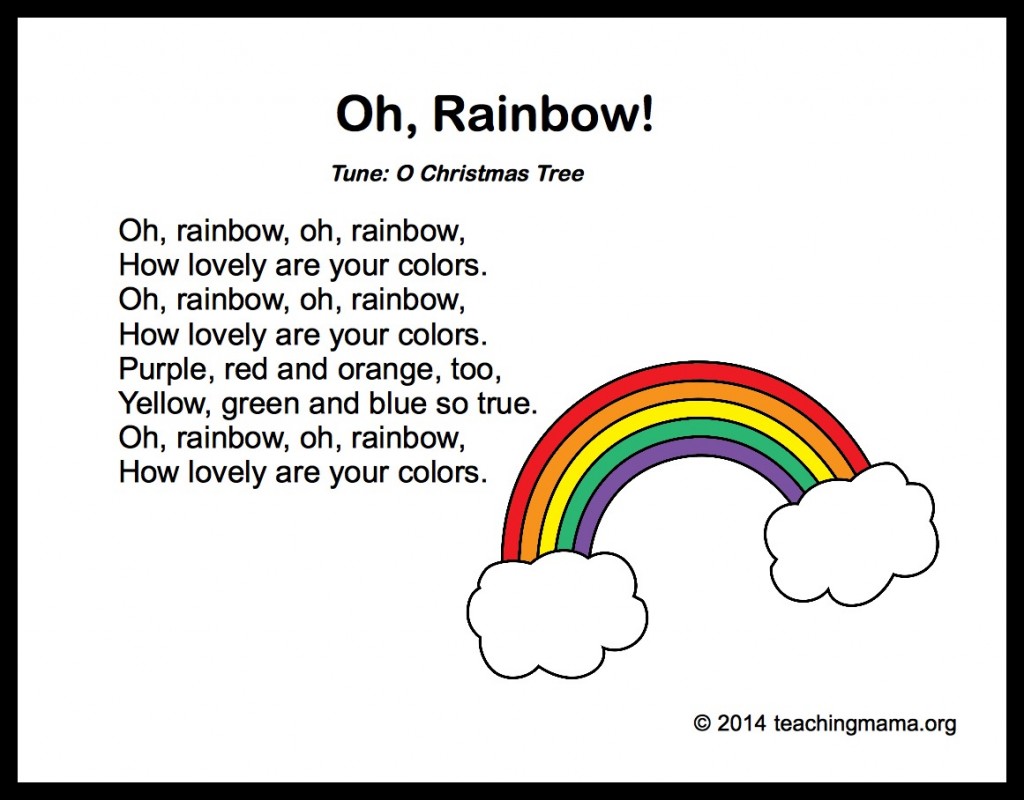 Oh, Rainbow!
Tune: O Christmas Tree
Oh, rainbow, oh, rainbow,
How lovely are your colors.
Oh, rainbow, oh, rainbow,
How lovely are your colors.
Purple, red and orange, too,
Yellow, green and blue so true.
Oh, rainbow, oh, rainbow,
How lovely are your colors.
© 2014 teachingmama.org